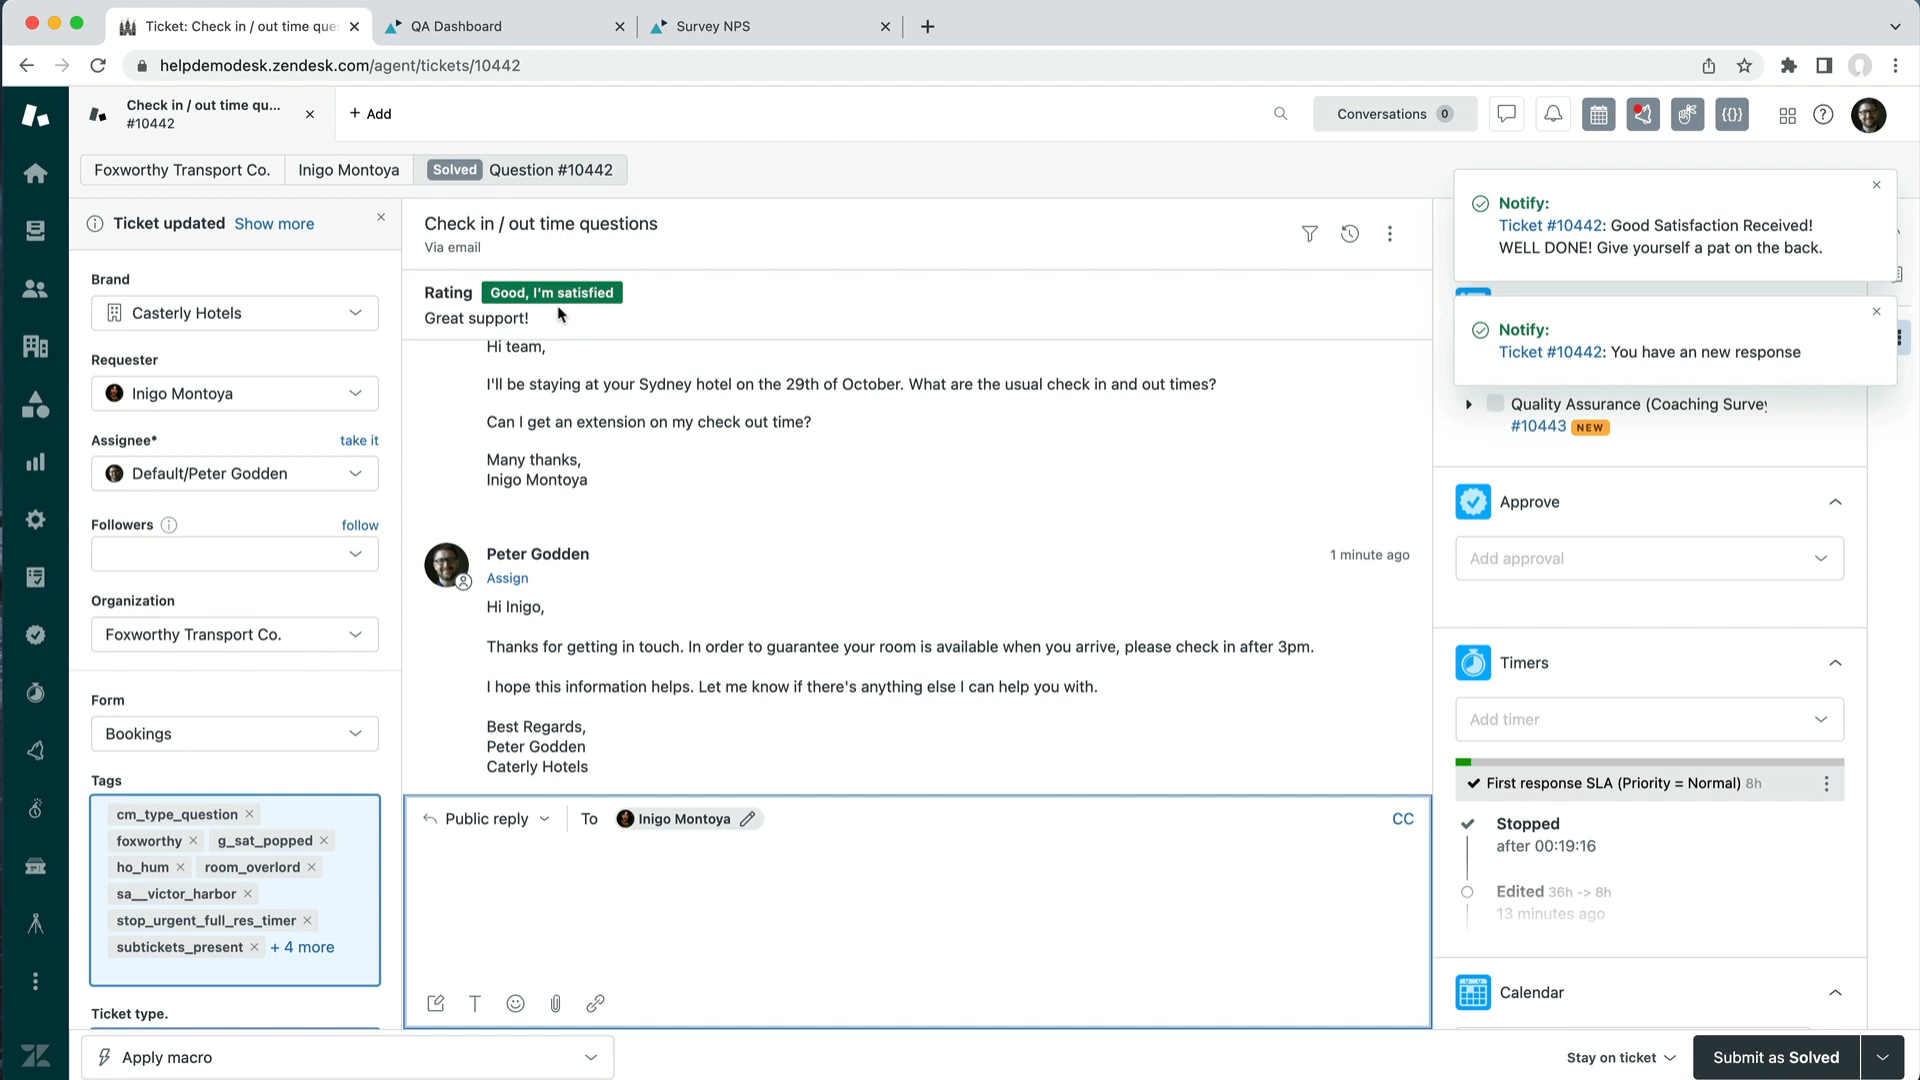 Ticket: Check in / out time que
QA Dashboard
Survey NPS
helpdemodesk.zendesk.com/agent/tickets/10442
Check in / out time qu...
#10442
+ Add
Conversations 0
Foxworthy Transport Co.
Inigo Montoya
Solved Question #10442
Ticket updated Show more
Brand
Casterly Hotels
Requester
Inigo Montoya
Assignee*
take it
Default/Peter Godden
Followers
follow
Organization
Foxworthy Transport Co.
Form
Bookings
Tags
cm_type_question
foxworthy
g_sat_popped
ho_hum
room_overlord
sa__victor_harbor
stop_urgent_full_res_timer
subtickets_present
+ 4 more
Ticket type.
Check in / out time questions
Via email
Rating Good, I'm satisfied
Great support!
Hi team,
I'll be staying at your Sydney hotel on the 29th of October. What are the usual check in and out times?
Can I get an extension on my check out time?
Many thanks,
Inigo Montoya
Peter Godden
1 minute ago
Assign
Hi Inigo,
Thanks for getting in touch. In order to guarantee your room is available when you arrive, please check in after 3pm.
I hope this information helps. Let me know if there's anything else I can help you with.
Best Regards,
Peter Godden
Caterly Hotels
Public reply
To
Inigo Montoya
CC
Notify:
Ticket #10442: Good Satisfaction Received!
WELL DONE! Give yourself a pat on the back.
Notify:
Ticket #10442: You have an new response
Quality Assurance (Coaching Survey
#10443 NEW
Approve
Add approval
Timers
Add timer
First response SLA (Priority = Normal) 8h
Stopped
after 00:19:16
Edited 36h -> 8h
13 minutes ago
Calendar
Apply macro
Stay on ticket
Submit as Solved